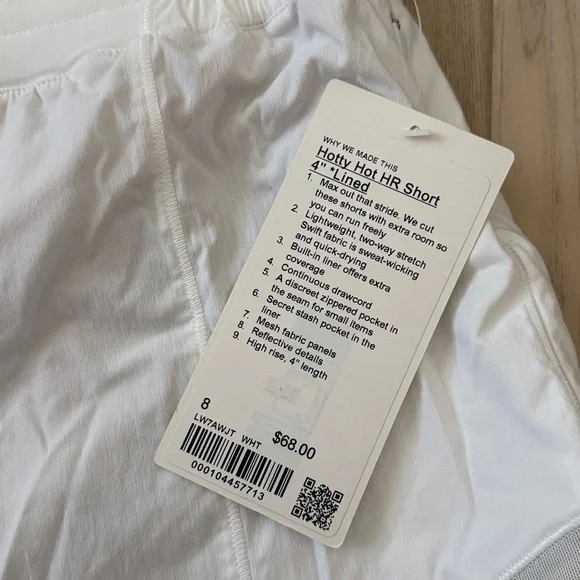 WHY WE MADE THIS
Hotty Hot HR Short
4" *Lined
1. Max out that stride. We cut
these shorts with extra room so
you can run freely
2. Lightweight, two-way stretch
Swift fabric is sweat-wicking
and quick-drying
3. Built-in liner offers extra
coverage
4. Continuous drawcord
5. A discreet zippered pocket in
the seam for small items
6. Secret stash pocket in the
liner
7. Mesh fabric panels
8. Reflective details
9. High rise, 4" length
8
LW7AWJT WHT
$68.00
000104457713